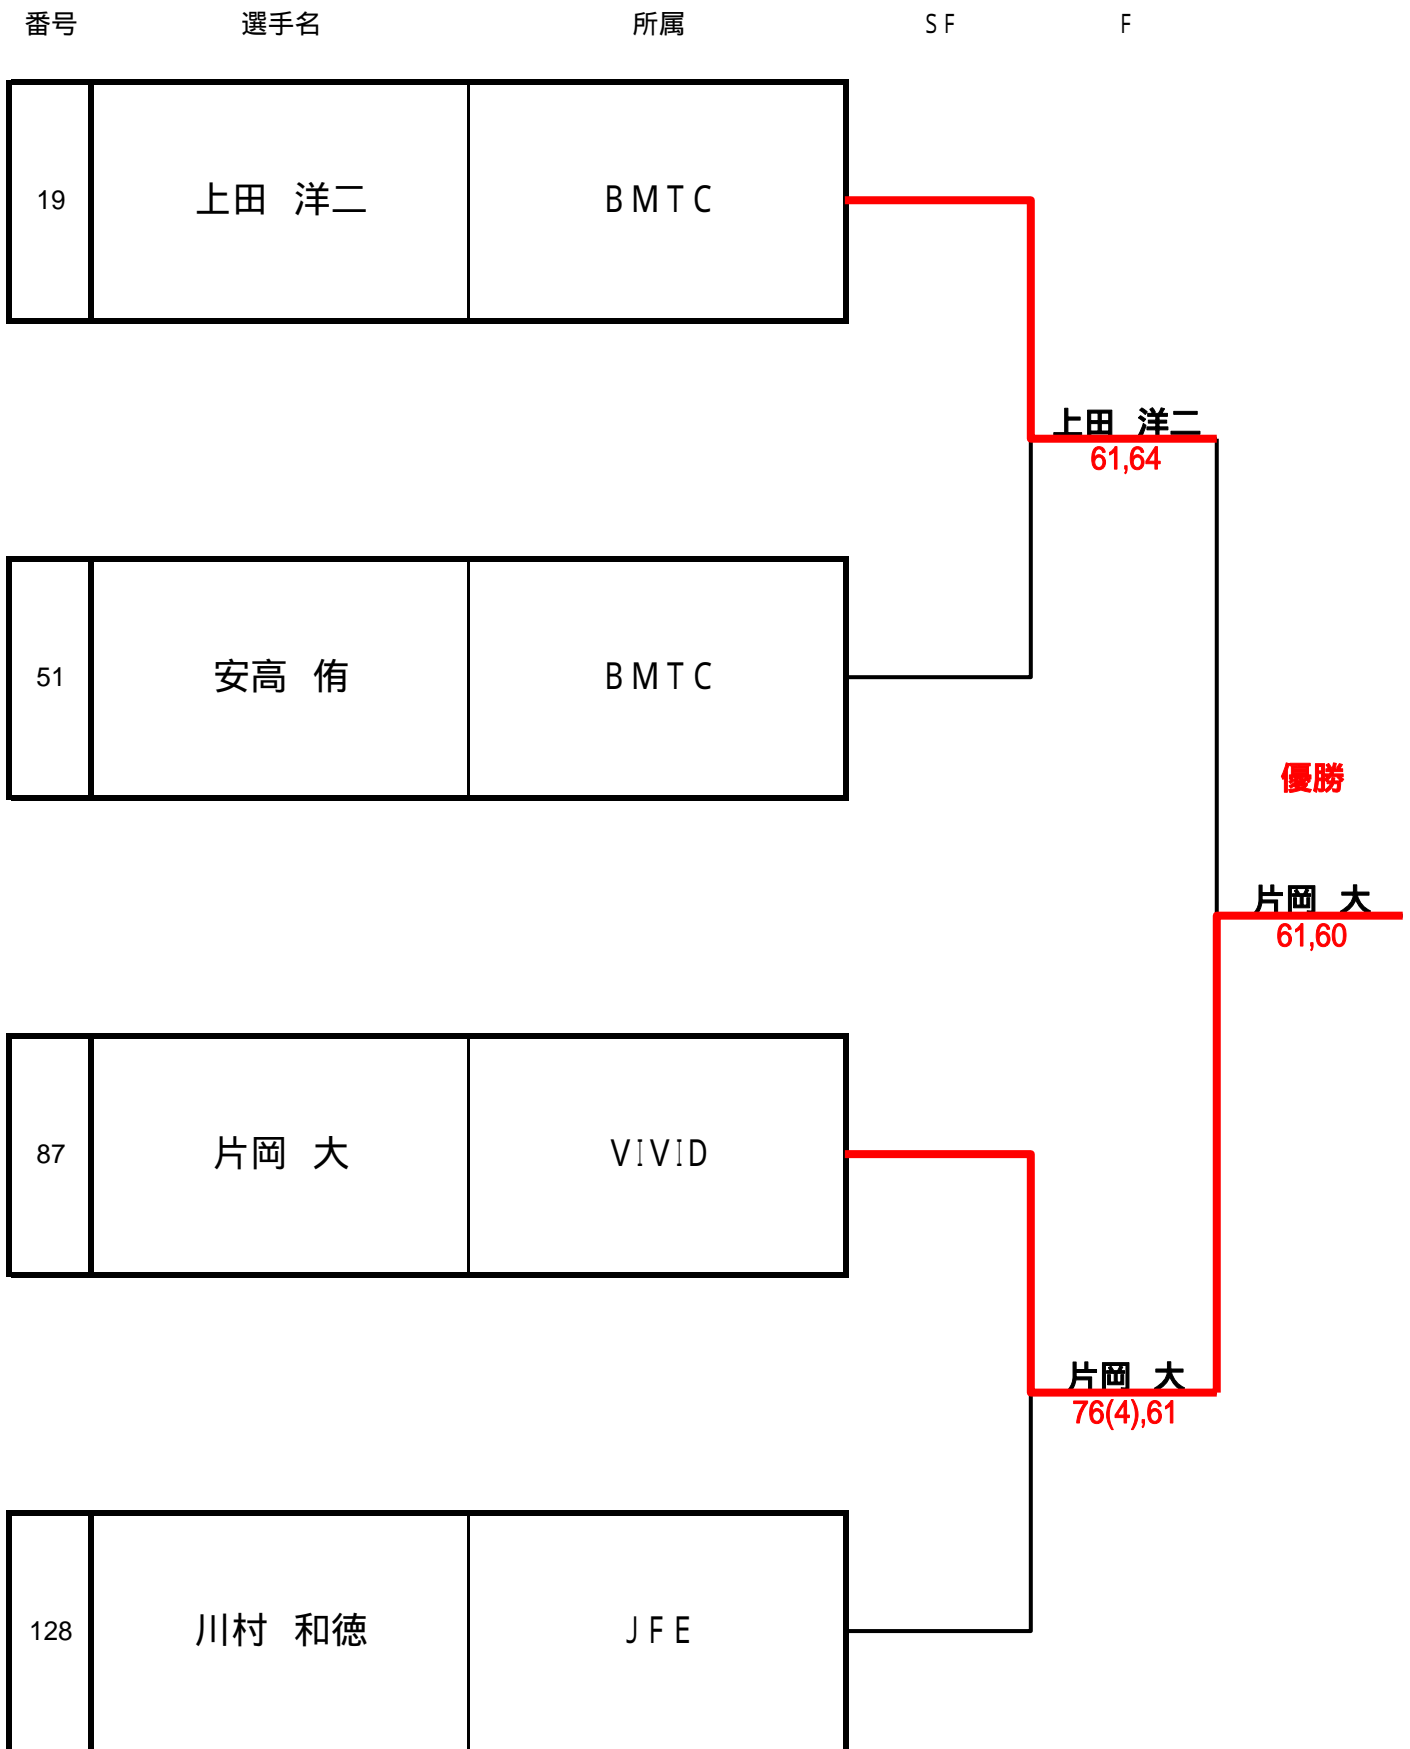 番号 選手名 所属 ＳＦ Ｆ
19 上田　洋二 ＢＭＴＣ
上田　洋二
61,64
51 安高　侑 ＢＭＴＣ
優勝
片岡　大
61,60
87 片岡　大 ＶＩＶＩＤ
片岡　大
76(4),61
128 川村　和徳 ＪＦＥ